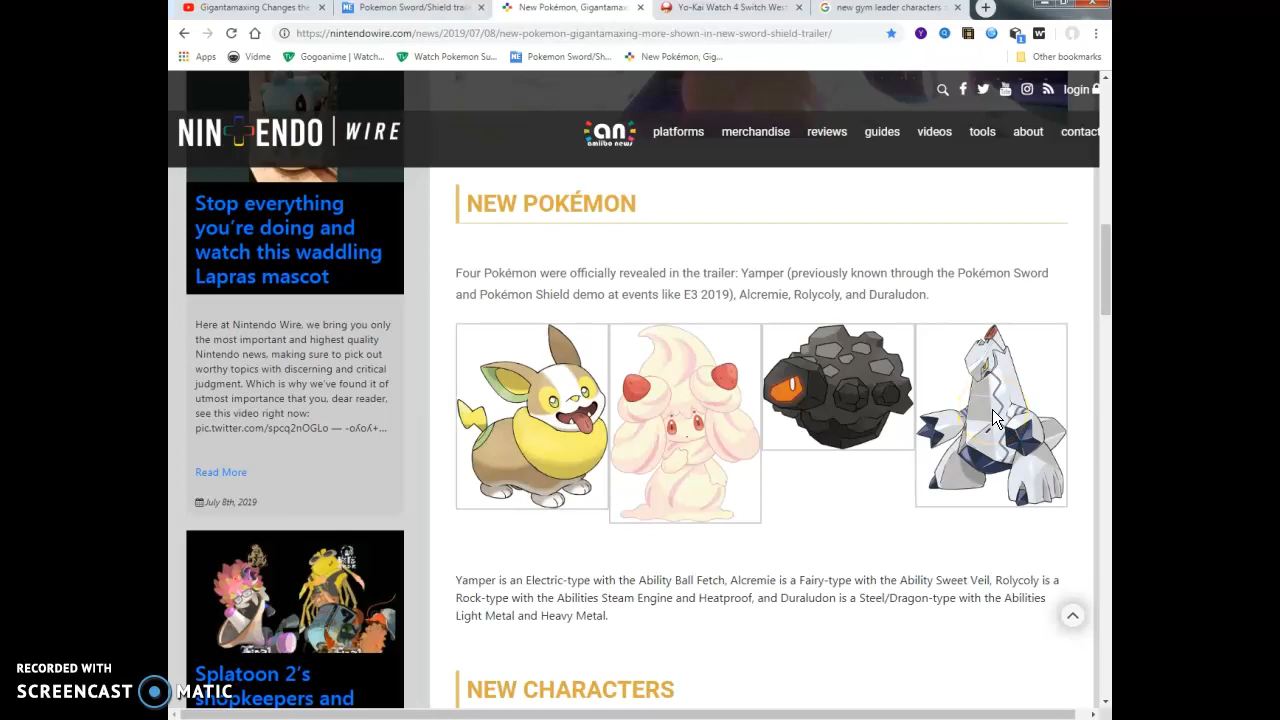 Gigantamaxing Changes the
Pokemon Sword/Shield trail
New Pokémon, Gigantamax
Yo-Kai Watch 4 Switch West
new gym leader characters
https://nintendowire.com/news/2019/07/08/new-pokemon-gigantamaxing-more-shown-in-new-sword-shield-trailer/
Apps
Vidme
Gogoanime | Watch...
Watch Pokemon Su...
Pokemon Sword/Sh...
New Pokémon, Gig...
Other bookmarks
login
NINTENDO WIRE
an
amiibo news
platforms
merchandise
reviews
guides
videos
tools
about
contact
Stop everything
you're doing and
watch this waddling
Lapras mascot
Here at Nintendo Wire, we bring you only
the most important and highest quality
Nintendo news, making sure to pick out
worthy topics with discerning and critical
judgment. Which is why we've found it of
utmost importance that you, dear reader,
see this video right now:
pic.twitter.com/spcq2nOGLo — -oʎoʎ+...
Read More
July 8th, 2019
Splatoon 2's
shopkeepers and
NEW POKÉMON
Four Pokémon were officially revealed in the trailer: Yamper (previously known through the Pokémon Sword
and Pokémon Shield demo at events like E3 2019), Alcremie, Rolycoly, and Duraludon.
Yamper is an Electric-type with the Ability Ball Fetch, Alcremie is a Fairy-type with the Ability Sweet Veil, Rolycoly is a
Rock-type with the Abilities Steam Engine and Heatproof, and Duraludon is a Steel/Dragon-type with the Abilities
Light Metal and Heavy Metal.
NEW CHARACTERS
RECORDED WITH
SCREENCAST MATIC